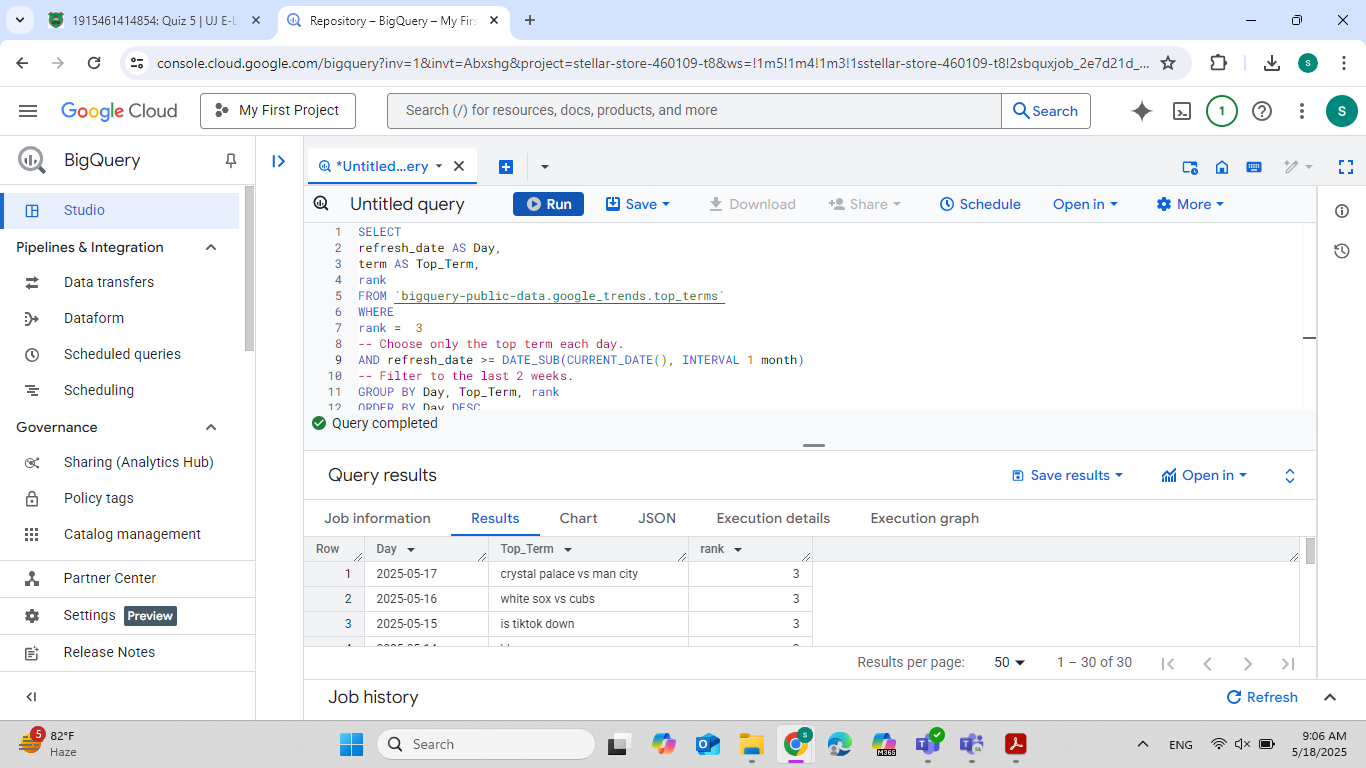 1915461414854: Quiz 5 | UJ E-L
Repository – BigQuery – My Firs
console.cloud.google.com/bigquery?inv=1&invt=Abxshg&project=stellar-store-460109-t8&ws=!1m5!1m4!1m3!1sstellar-store-460109-t8!2sbquxjob_2e7d21d_...
S
Google Cloud
My First Project
Search (/) for resources, docs, products, and more
Search
1
S
BigQuery
*Untitled...ery
Untitled query
Run
Save
Download
Share
Schedule
Open in
More
Studio
Pipelines & Integration
Data transfers
Dataform
Scheduled queries
Scheduling
Governance
Sharing (Analytics Hub)
Policy tags
Catalog management
Partner Center
Settings Preview
Release Notes
1 SELECT
2 refresh_date AS Day,
3 term AS Top_Term,
4 rank
5 FROM `bigquery-public-data.google_trends.top_terms`
6 WHERE
7 rank =  3
8 -- Choose only the top term each day.
9 AND refresh_date >= DATE_SUB(CURRENT_DATE(), INTERVAL 1 month)
10 -- Filter to the last 2 weeks.
11 GROUP BY Day, Top_Term, rank
12 ORDER BY Day DESC
Query completed
Query results
Save results
Open in
Job information Results Chart JSON Execution details Execution graph
Row Day Top_Term rank
1 2025-05-17 crystal palace vs man city 3
2 2025-05-16 white sox vs cubs 3
3 2025-05-15 is tiktok down 3
Results per page: 50 1 – 30 of 30
Job history
Refresh
5
82°F
Haze
Search
S
M365
ENG
9:06 AM
5/18/2025